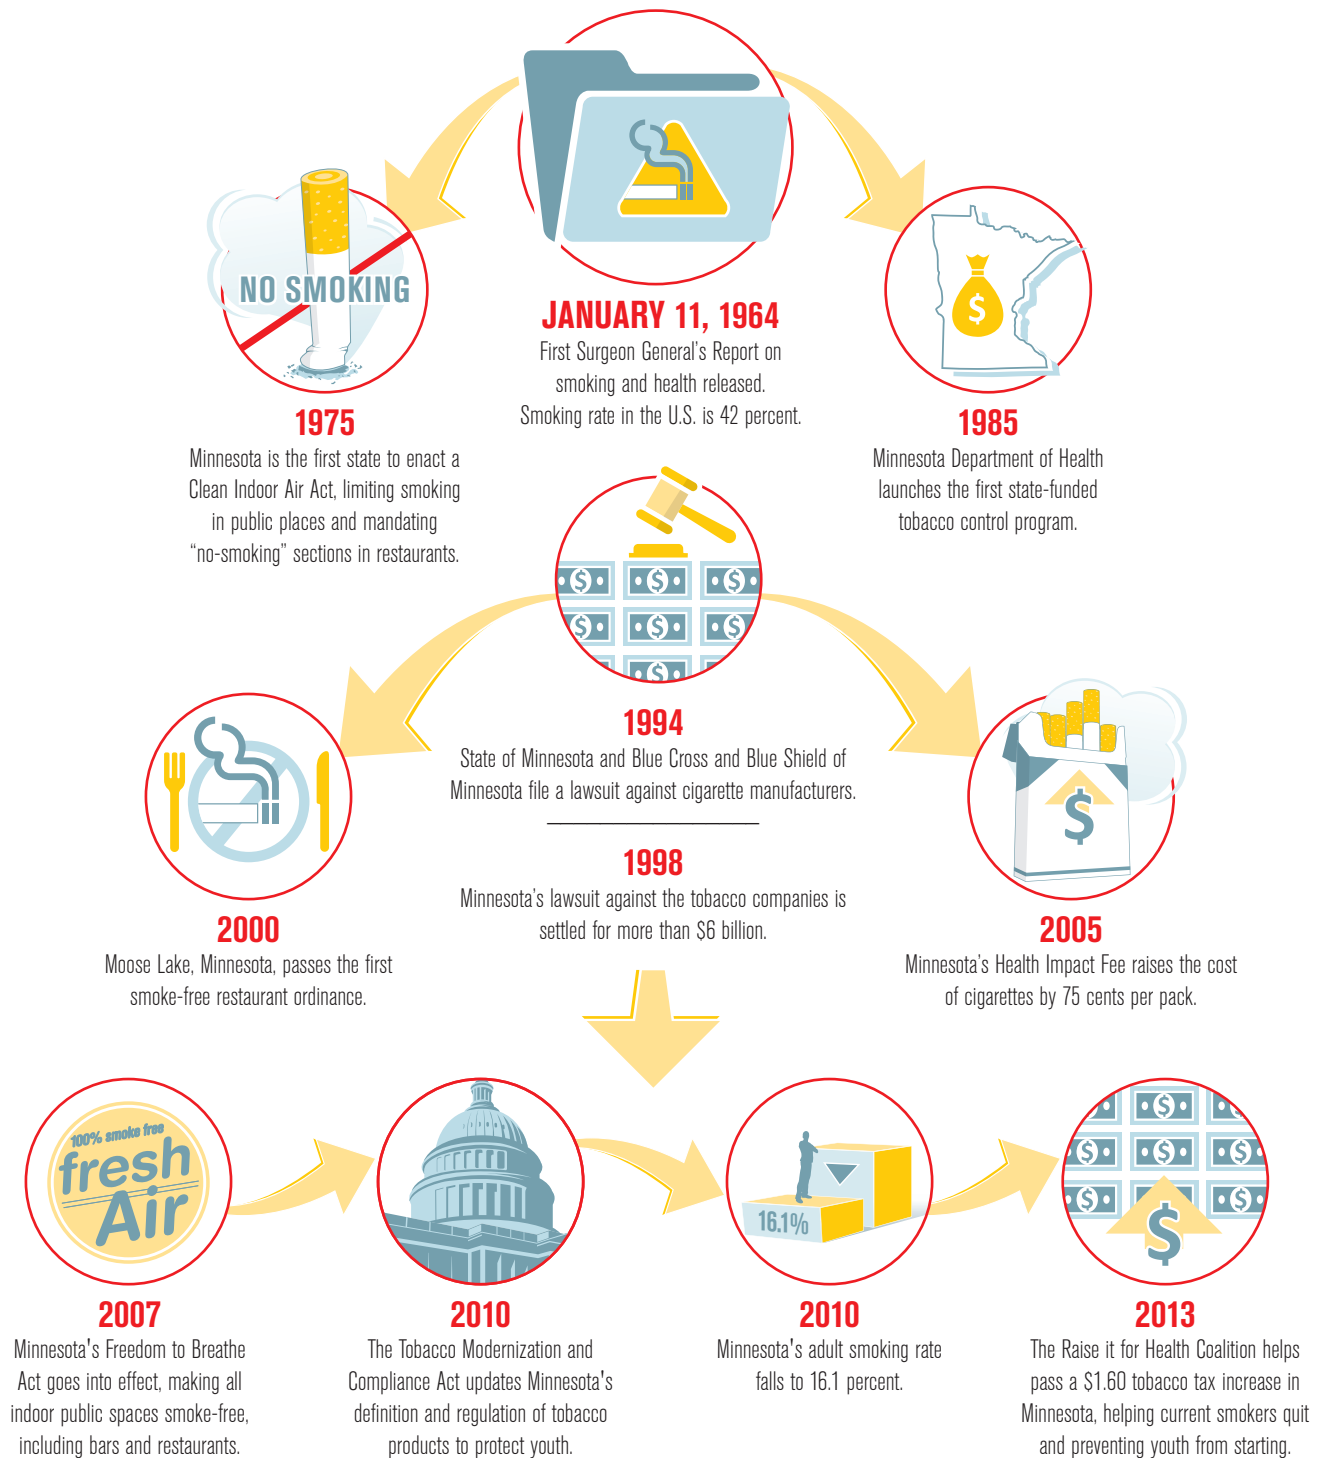 JANUARY 11, 1964
First Surgeon General's Report on
smoking and health released.
Smoking rate in the U.S. is 42 percent.
NO SMOKING
1975
Minnesota is the first state to enact a
Clean Indoor Air Act, limiting smoking
in public places and mandating
“no-smoking” sections in restaurants.
$
1985
Minnesota Department of Health
launches the first state-funded
tobacco control program.
$ $ $
$ $ $
$
1994
State of Minnesota and Blue Cross and Blue Shield of
Minnesota file a lawsuit against cigarette manufacturers.
1998
Minnesota's lawsuit against the tobacco companies is
settled for more than $6 billion.
2000
Moose Lake, Minnesota, passes the first
smoke-free restaurant ordinance.
$
2005
Minnesota's Health Impact Fee raises the cost
of cigarettes by 75 cents per pack.
100% smoke free
fresh
Air
2007
Minnesota's Freedom to Breathe
Act goes into effect, making all
indoor public spaces smoke-free,
including bars and restaurants.
2010
The Tobacco Modernization and
Compliance Act updates Minnesota's
definition and regulation of tobacco
products to protect youth.
16.1%
2010
Minnesota's adult smoking rate
falls to 16.1 percent.
$ $
$ $ $
$ $
$
2013
The Raise it for Health Coalition helps
pass a $1.60 tobacco tax increase in
Minnesota, helping current smokers quit
and preventing youth from starting.